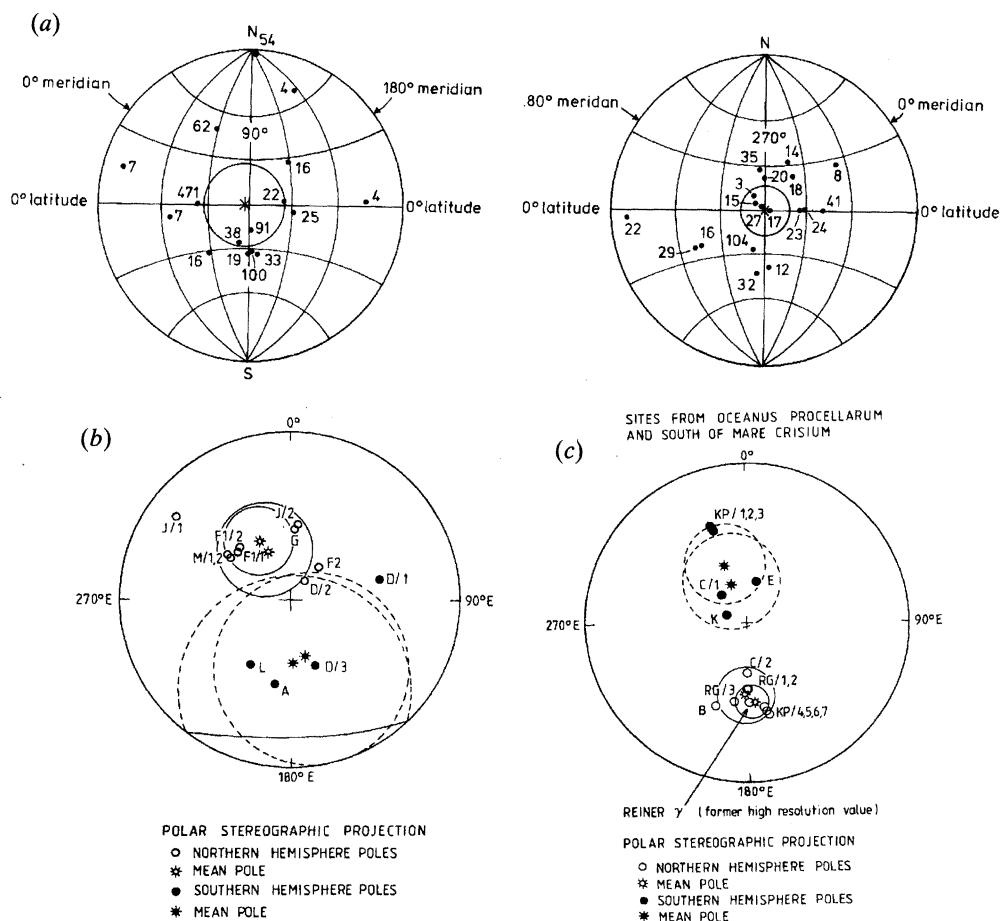 (a)
N
54
0° meridian
180° meridian
4
62
90°
7
16
471
22
4
0° latitude
0° latitude
7
25
91
38
16
19
33
100
S
N
.80° meridan
0° meridian
270°
14
35
20
8
18
3
15
41
0° latitude
0° latitude
22
27
17
23
24
16
104
29
12
32
SITES FROM OCEANUS PROCELLARUM
AND SOUTH OF MARE CRISIUM
(b)
0°
J/1
J/2
G
F1/2
M/1,2
F1/1
F2
D/2
D/1
270°E
90°E
L
D/3
A
180°E
POLAR STEREOGRAPHIC PROJECTION
NORTHERN HEMISPHERE POLES
MEAN POLE
SOUTHERN HEMISPHERE POLES
MEAN POLE
(c)
0°
KP/1,2,3
C/1
E
K
270°E
90°E
C/2
RG/1,2
RG/3
B
KP/4,5,6,7
180°E
REINER γ (former high resolution value)
POLAR STEREOGRAPHIC PROJECTION
NORTHERN HEMISPHERE POLES
MEAN POLE
SOUTHERN HEMISPHERE POLES
MEAN POLE